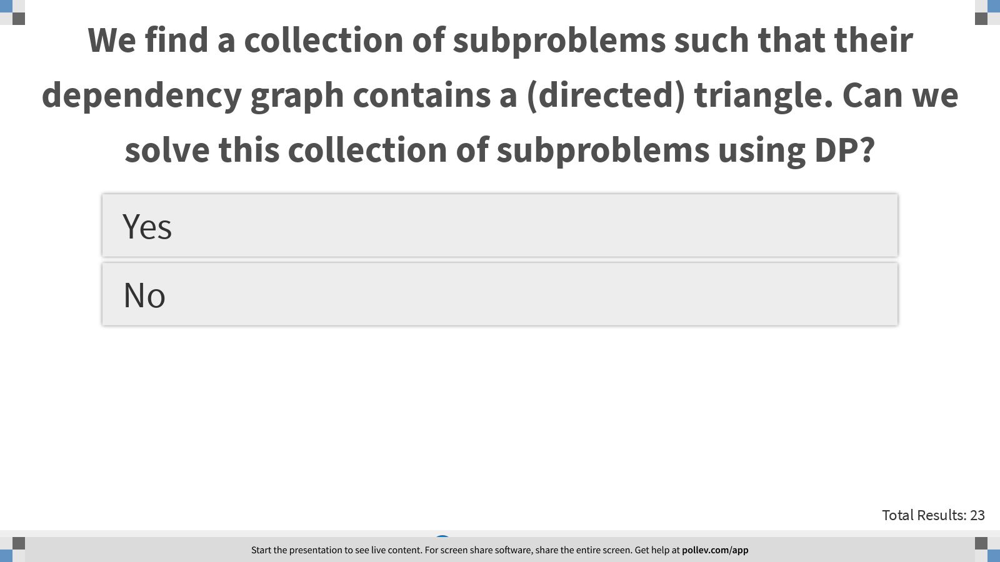 We find a collection of subproblems such that their
dependency graph contains a (directed) triangle. Can we
solve this collection of subproblems using DP?
Yes
No
Total Results: 23
Start the presentation to see live content. For screen share software, share the entire screen. Get help at pollev.com/app